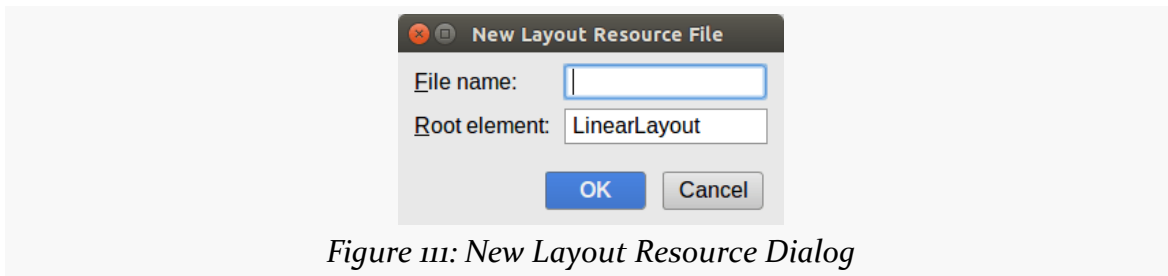 New Layout Resource File
File name:
Root element: LinearLayout
OK Cancel
Figure 111: New Layout Resource Dialog